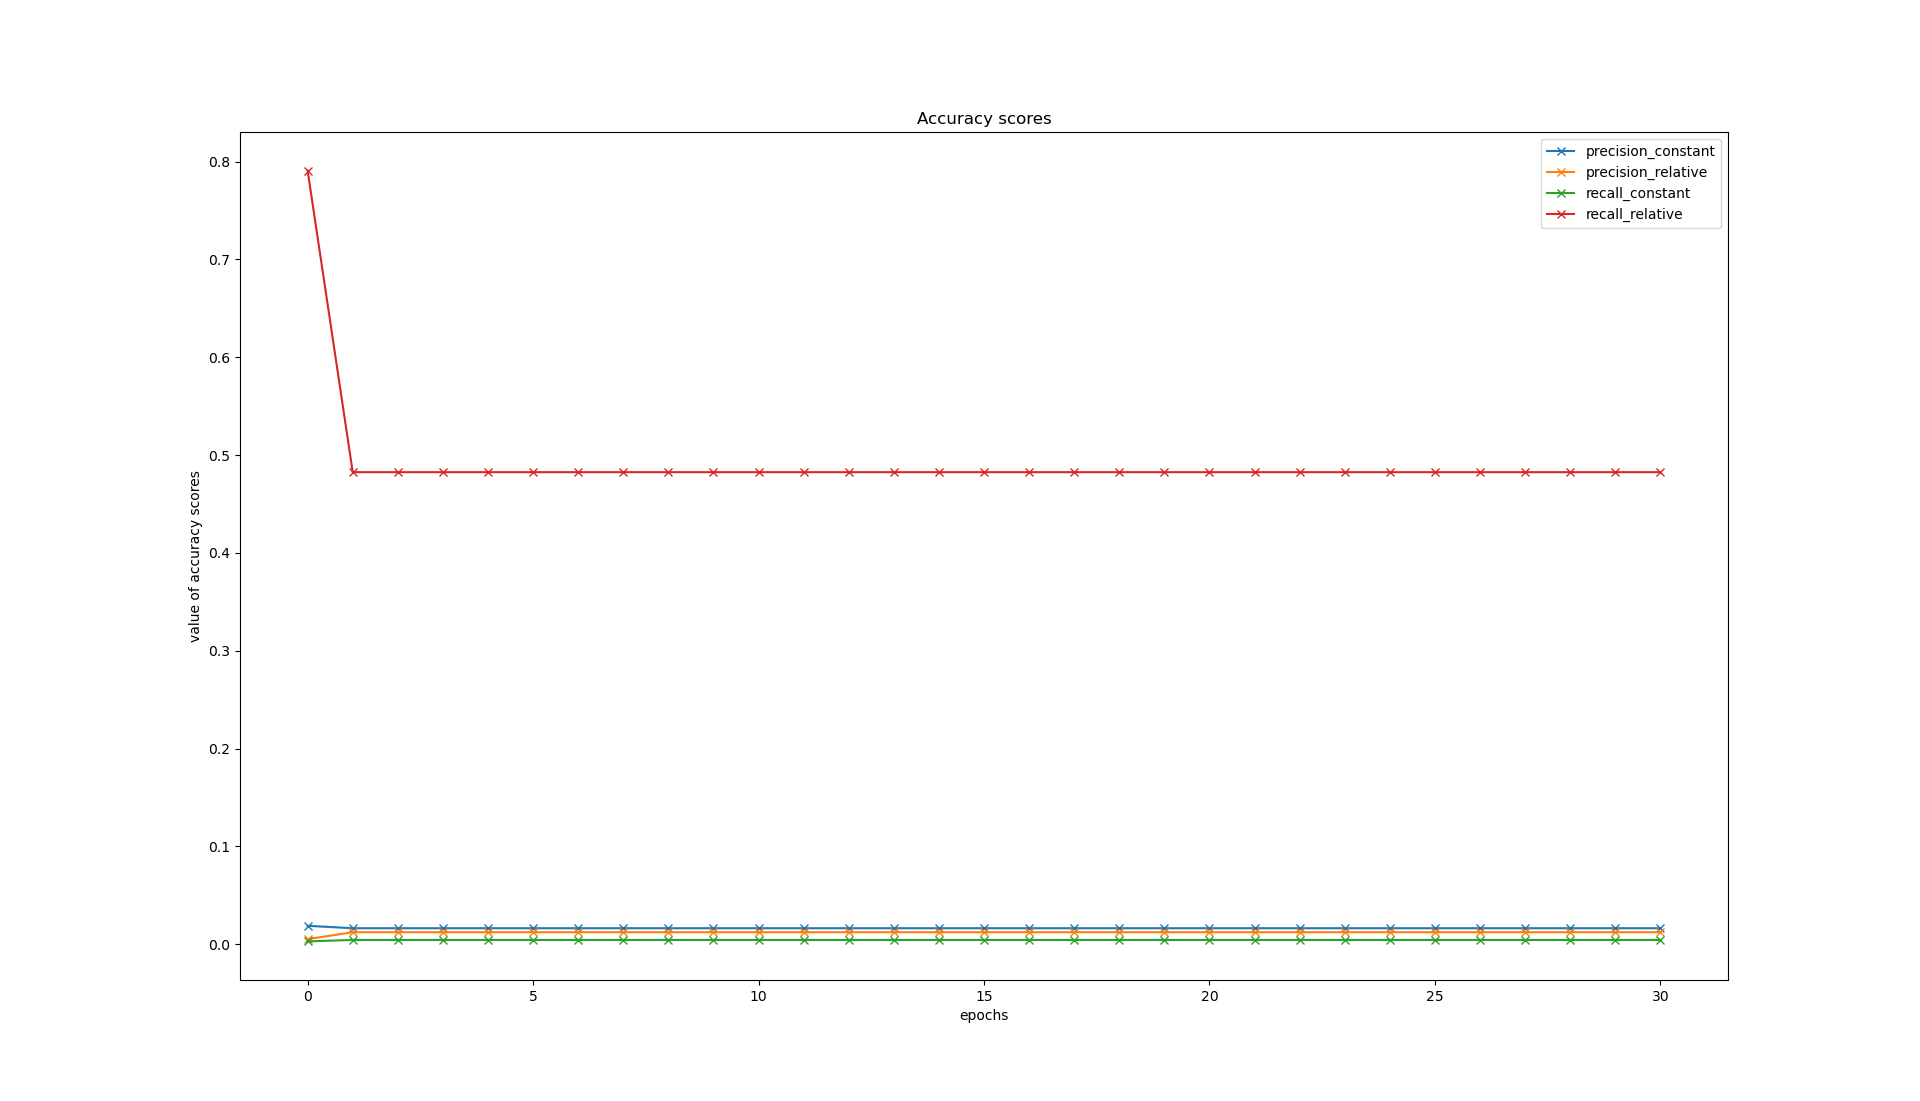 Accuracy scores
precision_constant
precision_relative
recall_constant
recall_relative
value of accuracy scores
0.8
0.7
0.6
0.5
0.4
0.3
0.2
0.1
0.0
0 5 10 15 20 25 30
epochs